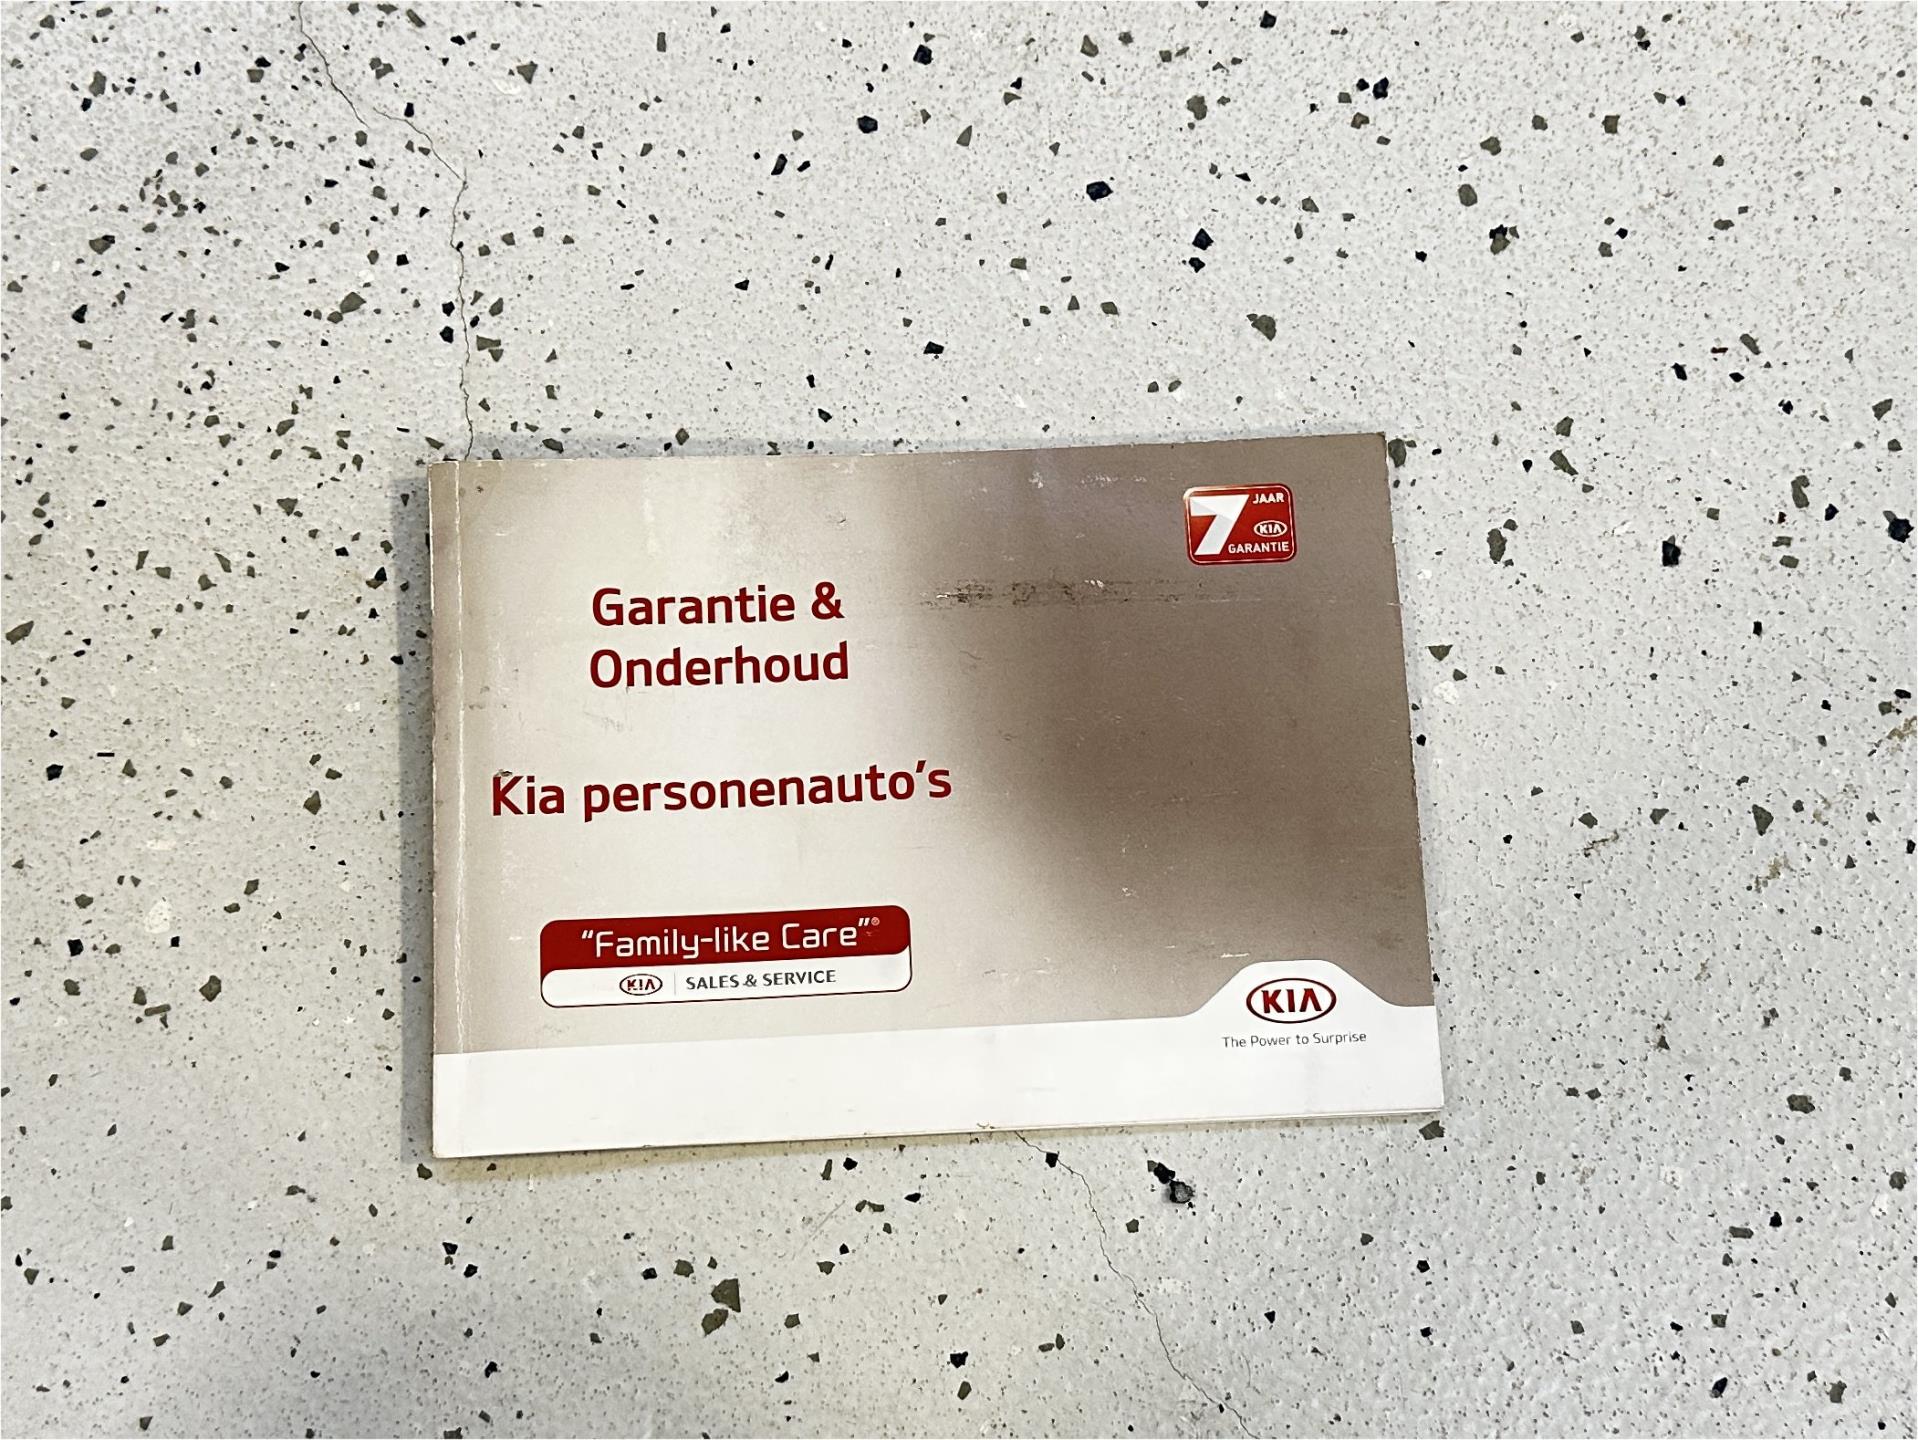 7 JAAR
KIA
GARANTIE
Garantie &
Onderhoud
Kia personenauto's
"Family-like Care"®
KIA | SALES & SERVICE
KIA
The Power to Surprise